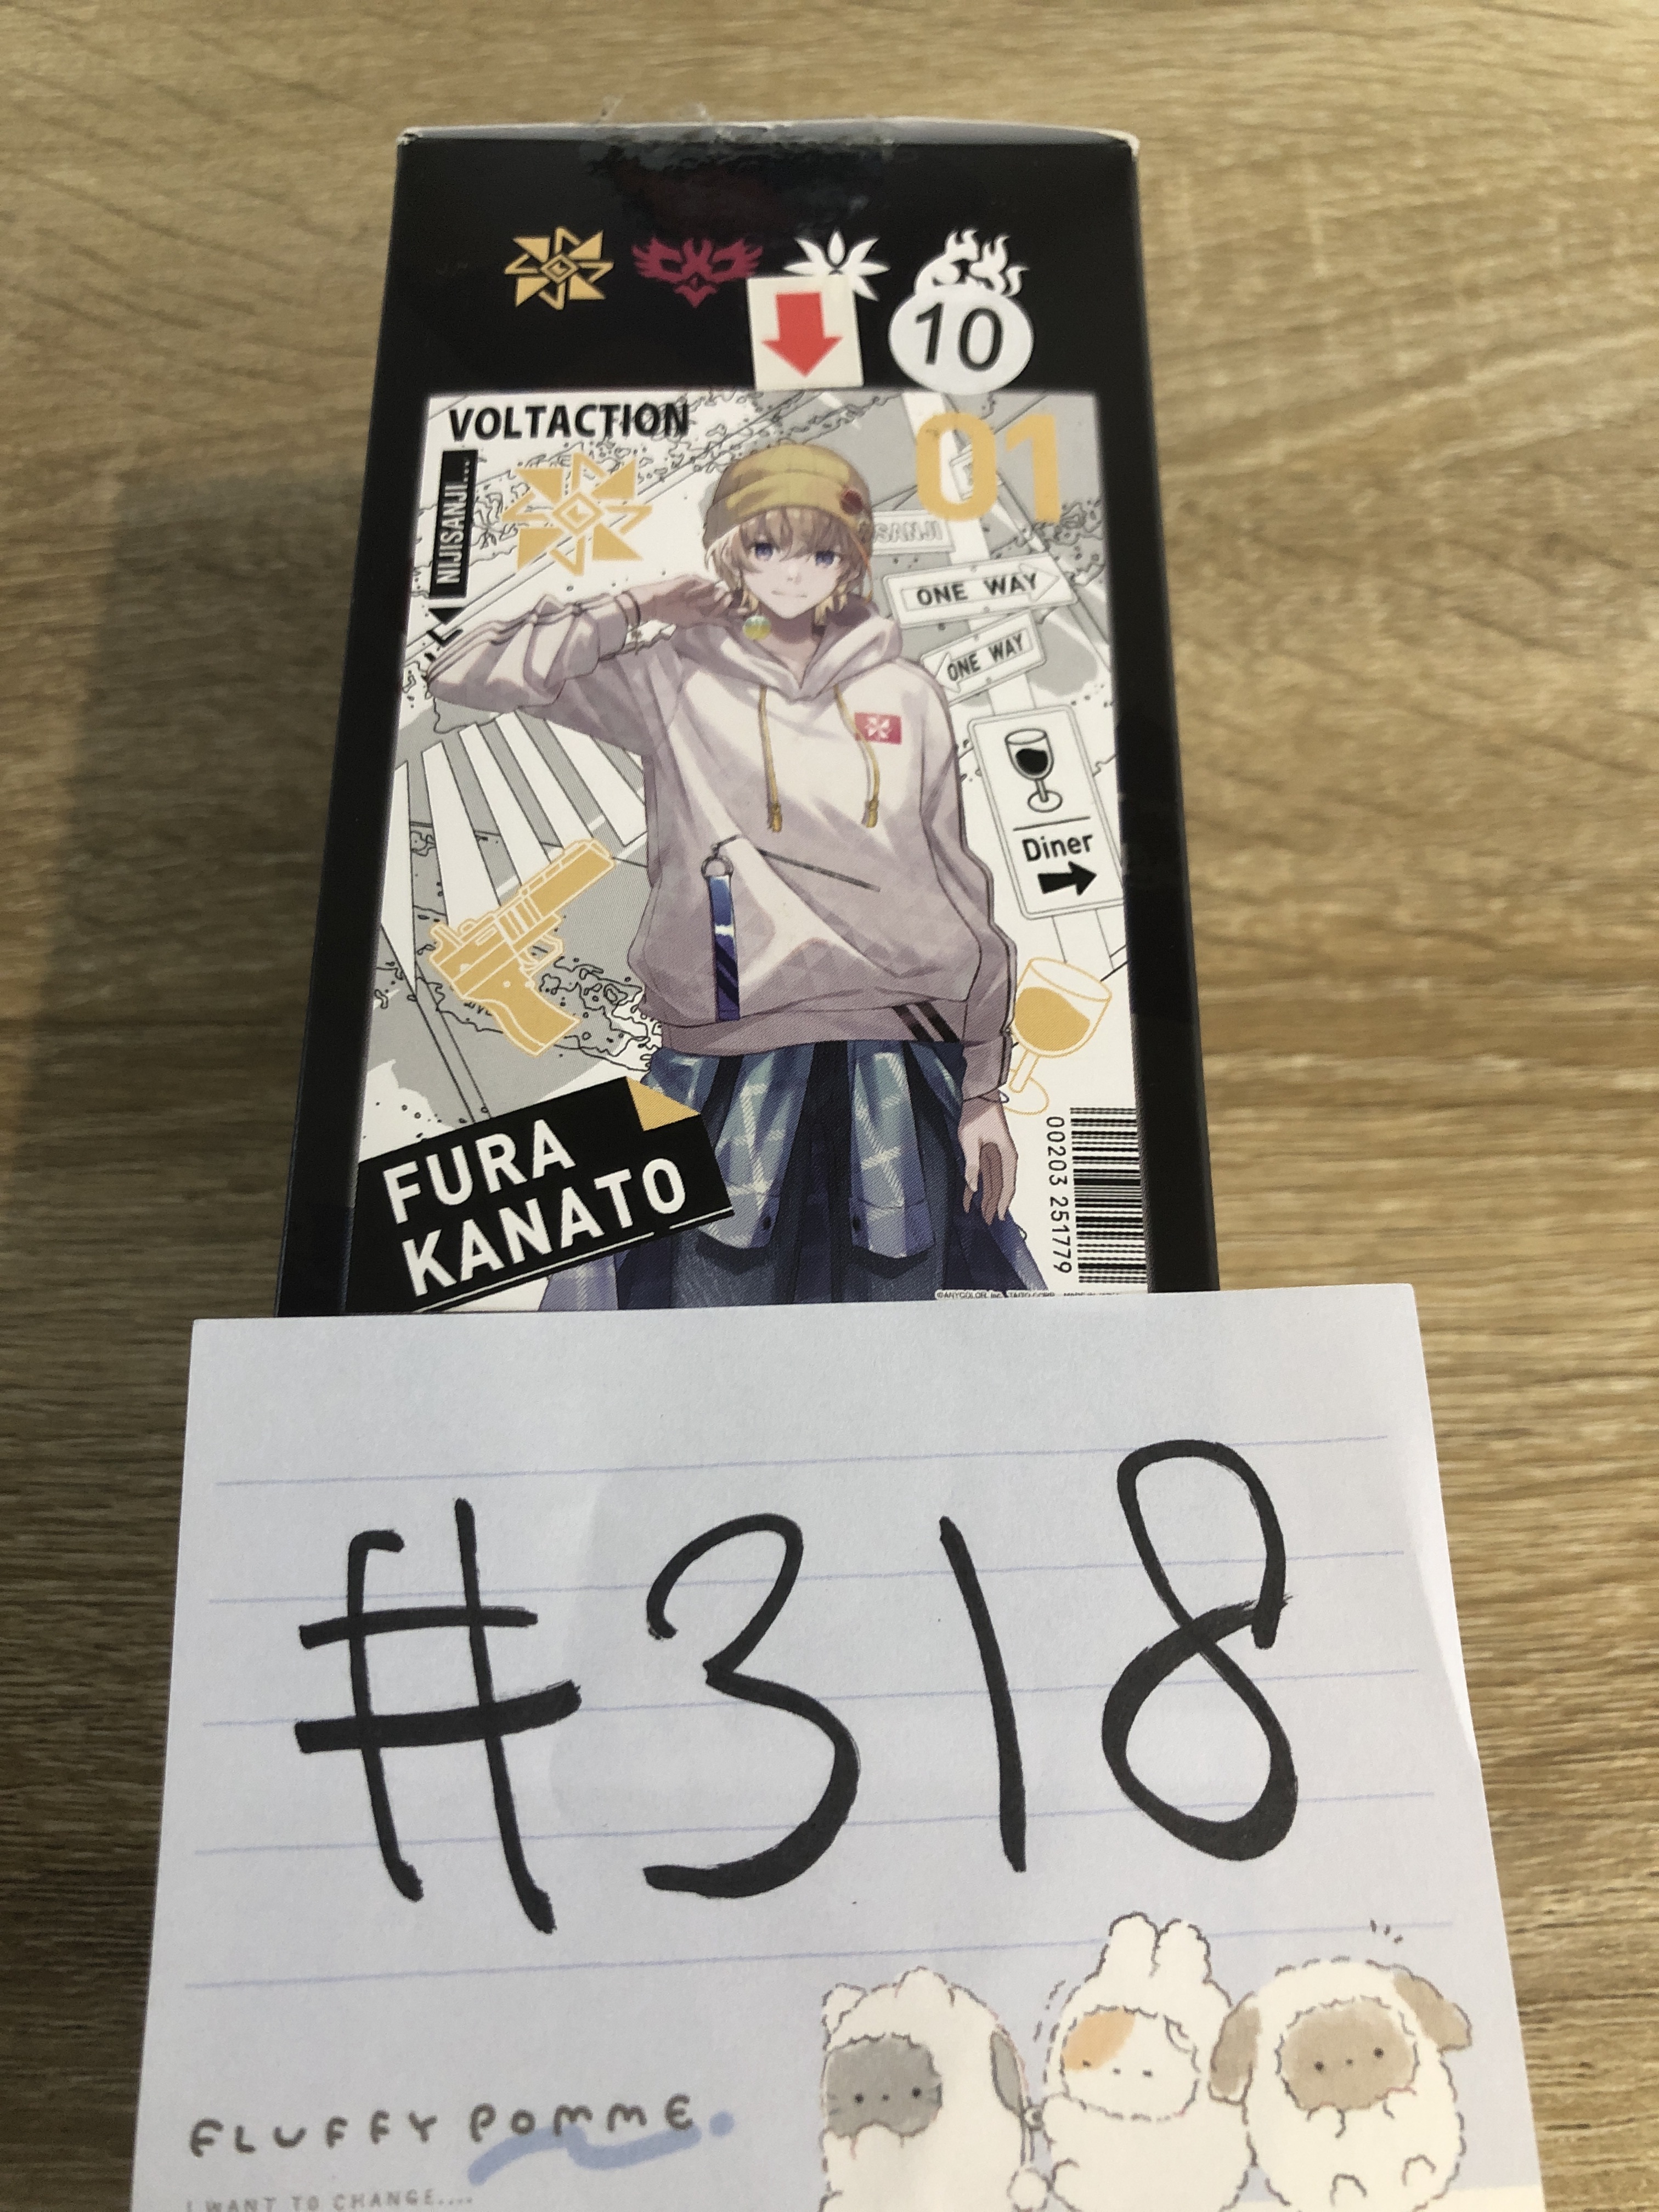 10
VOLTACTION
01
NIJISANJI...
SANJI
ONE WAY
ONE WAY
Diner
FURA
KANATO
00203 251779
#318
FLUFFY POMME.
I WANT TO CHANGE....